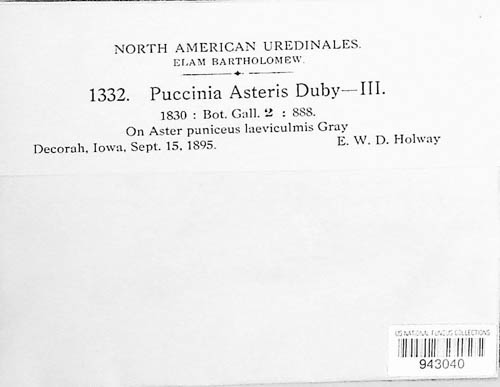 NORTH AMERICAN UREDINALES.
ELAM BARTHOLOMEW.
1332. Puccinia Asteris Duby—III.
1830 : Bot. Gall. 2 : 888.
On Aster puniceus laeviculmis Gray
Decorah, Iowa, Sept. 15, 1895. E. W. D. Holway
US NATIONAL FUNGUS COLLECTIONS
943040